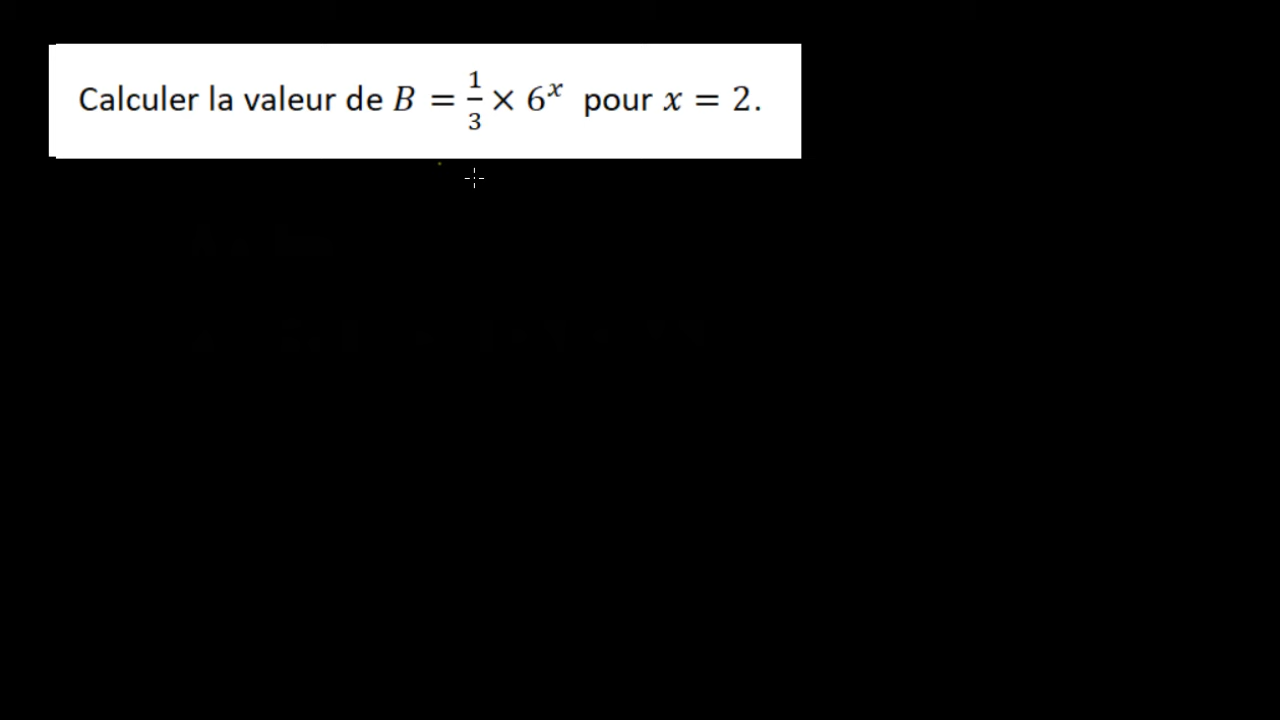 Calculer la valeur de B = 1/3 × 6^x pour x = 2.